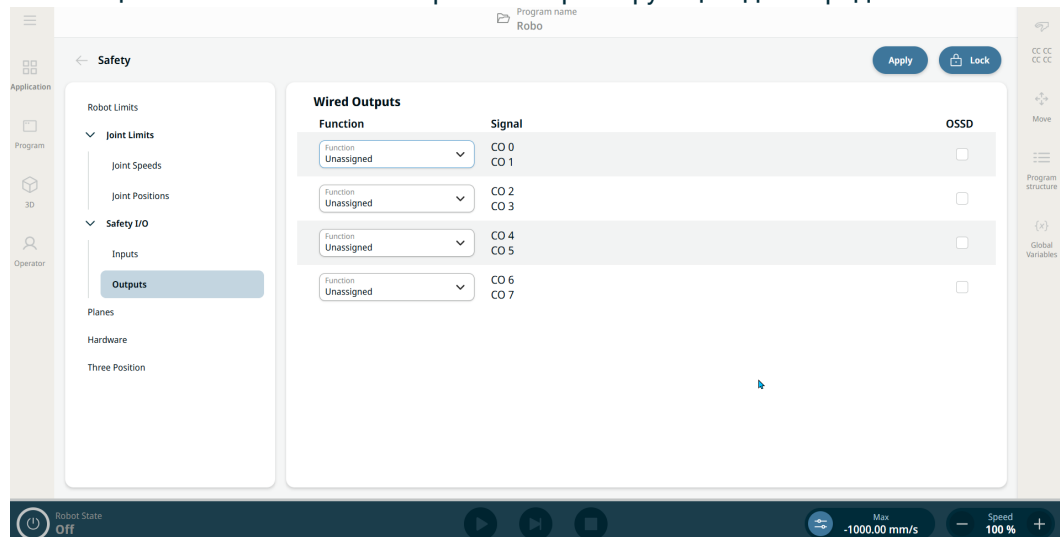 Program name
Robo
Safety
Apply
Lock
CC CC
CC CC
Application
Program
3D
Operator
Robot Limits
Joint Limits
Joint Speeds
Joint Positions
Safety I/O
Inputs
Outputs
Planes
Hardware
Three Position
Wired Outputs
Function Signal OSSD
Function
Unassigned
CO 0
CO 1
Function
Unassigned
CO 2
CO 3
Function
Unassigned
CO 4
CO 5
Function
Unassigned
CO 6
CO 7
Move
Program
structure
{x}
Global
Variables
Robot State
Off
Max
-1000.00 mm/s
Speed
100 %